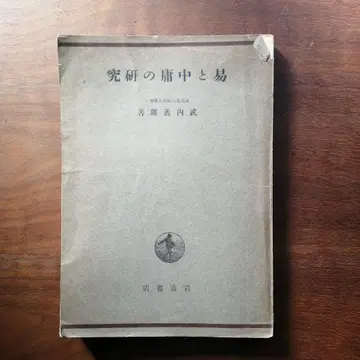 易と中庸の研究
武内義雄著
岩波書店